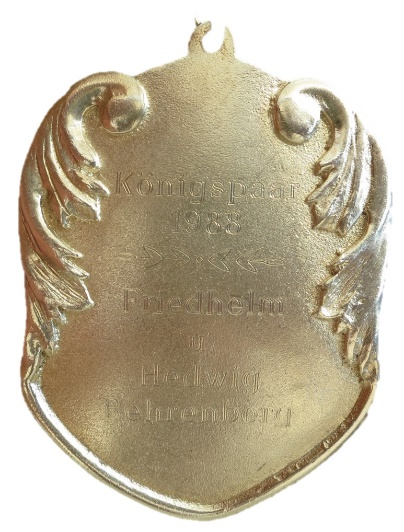 Königspaar
1988
Friedhelm
u
Hedwig
Behrenberg